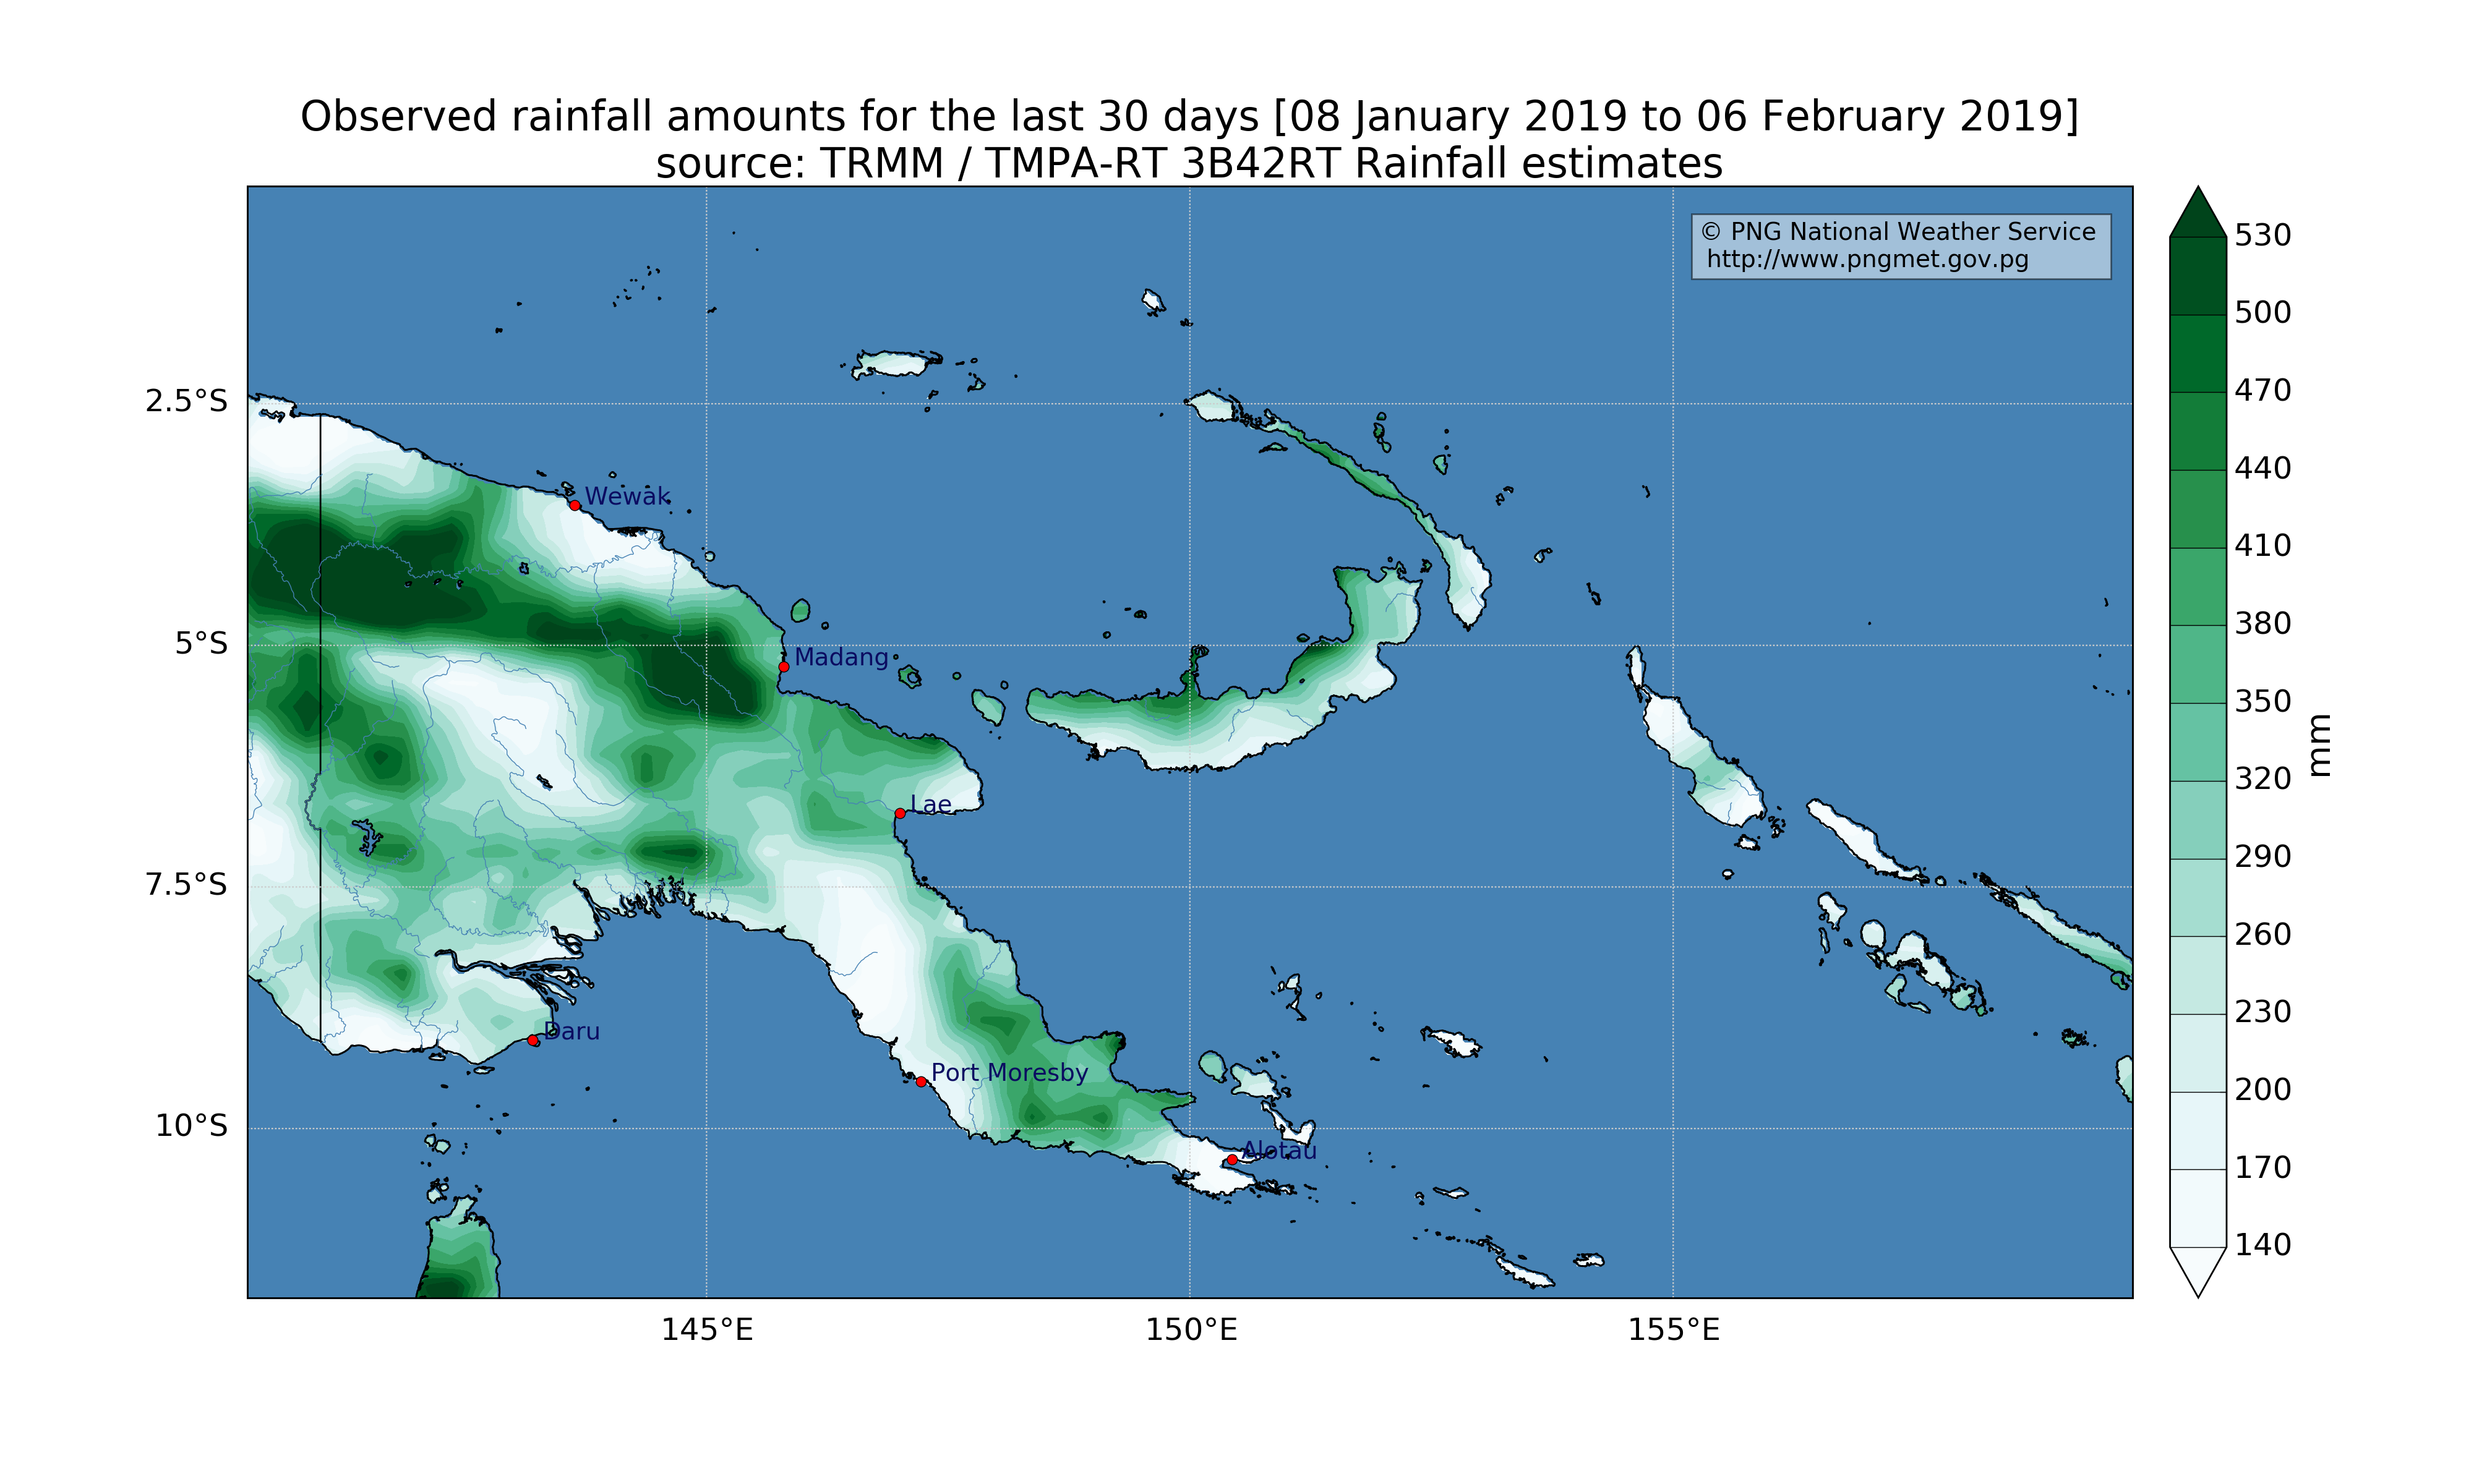 Observed rainfall amounts for the last 30 days [08 January 2019 to 06 February 2019]
source: TRMM / TMPA-RT 3B42RT Rainfall estimates
© PNG National Weather Service
http://www.pngmet.gov.pg
530
500
470
440
410
380
350
320
290
260
230
200
170
140
mm
2.5°S
5°S
7.5°S
10°S
Wewak
Madang
Lae
Daru
Port Moresby
Alotau
145°E
150°E
155°E